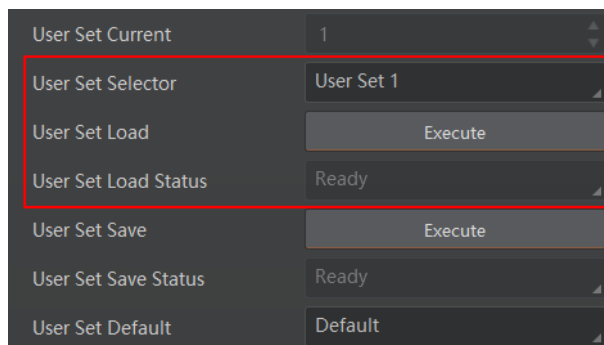 User Set Current 1
User Set Selector User Set 1
User Set Load Execute
User Set Load Status Ready
User Set Save Execute
User Set Save Status Ready
User Set Default Default